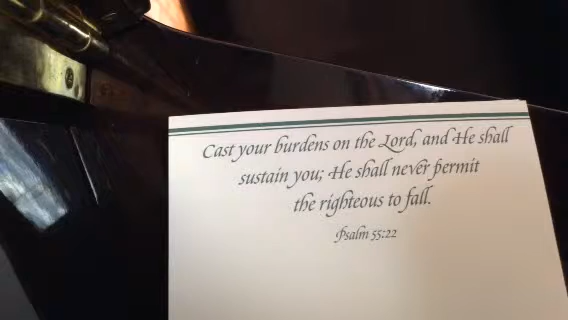 Cast your burdens on the Lord, and He shall
sustain you; He shall never permit
the righteous to fall.
Psalm 55:22